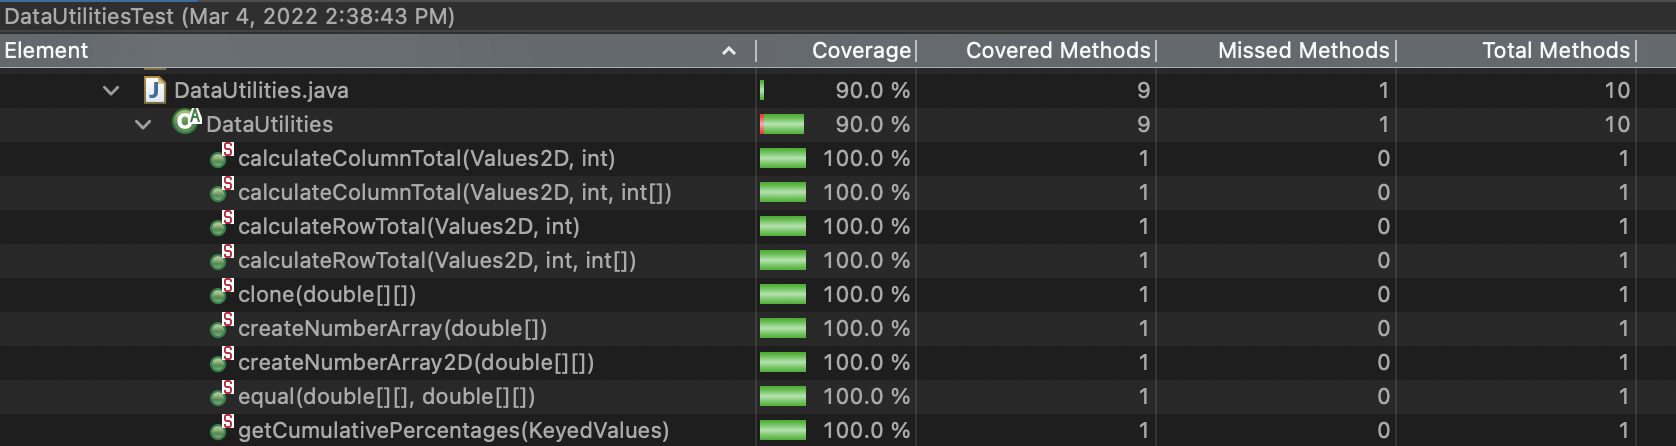 DataUtilitiesTest (Mar 4, 2022 2:38:43 PM)
Element Coverage Covered Methods Missed Methods Total Methods
J DataUtilities.java 90.0 % 9 1 10
A DataUtilities 90.0 % 9 1 10
S calculateColumnTotal(Values2D, int) 100.0 % 1 0 1
S calculateColumnTotal(Values2D, int, int[]) 100.0 % 1 0 1
S calculateRowTotal(Values2D, int) 100.0 % 1 0 1
S calculateRowTotal(Values2D, int, int[]) 100.0 % 1 0 1
S clone(double[][]) 100.0 % 1 0 1
S createNumberArray(double[]) 100.0 % 1 0 1
S createNumberArray2D(double[][]) 100.0 % 1 0 1
S equal(double[][], double[][]) 100.0 % 1 0 1
S getCumulativePercentages(KeyedValues) 100.0 % 1 0 1